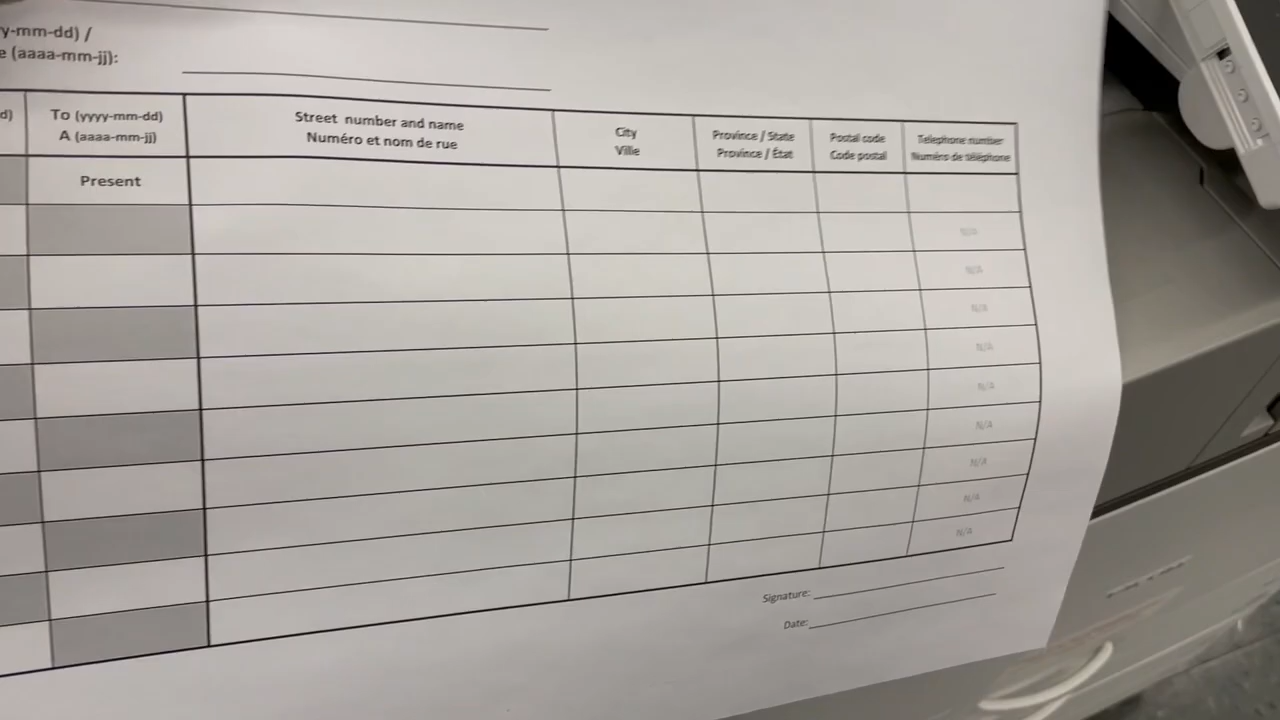 y-mm-dd) /
e (aaaa-mm-jj):
d)
To (yyyy-mm-dd)
A (aaaa-mm-jj)
Street number and name
Numéro et nom de rue
City
Ville
Province / State
Province / État
Postal code
Code postal
Telephone number
Numéro de téléphone
Present
N/A
N/A
N/A
N/A
N/A
N/A
N/A
N/A
N/A
Signature:
Date: